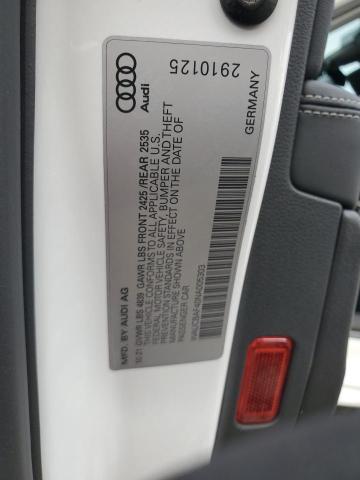 MFD. BY AUDI AG
10/21 GVWR LBS 4839 GAWR LBS FRONT 2425/REAR 2535
THIS VEHICLE CONFORMS TO ALL APPLICABLE U.S.
FEDERAL MOTOR VEHICLE SAFETY, BUMPER AND THEFT
PREVENTION STANDARDS IN EFFECT ON THE DATE OF
MANUFACTURE SHOWN ABOVE
PASSENGER CAR
Audi
2910125
GERMANY